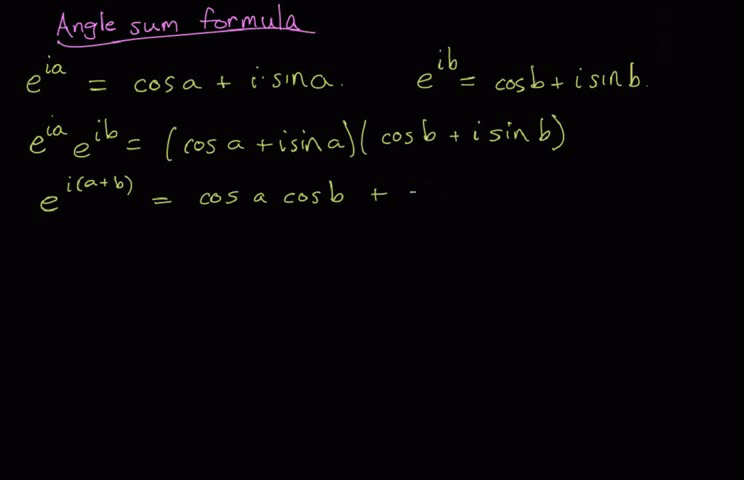 Angle sum formula
e^{ia} = cos a + i·sin a. e^{ib} = cos b + i sin b.
e^{ia} e^{ib} = (cos a + i sin a)(cos b + i sin b)
e^{i(a+b)} = cos a cos b +